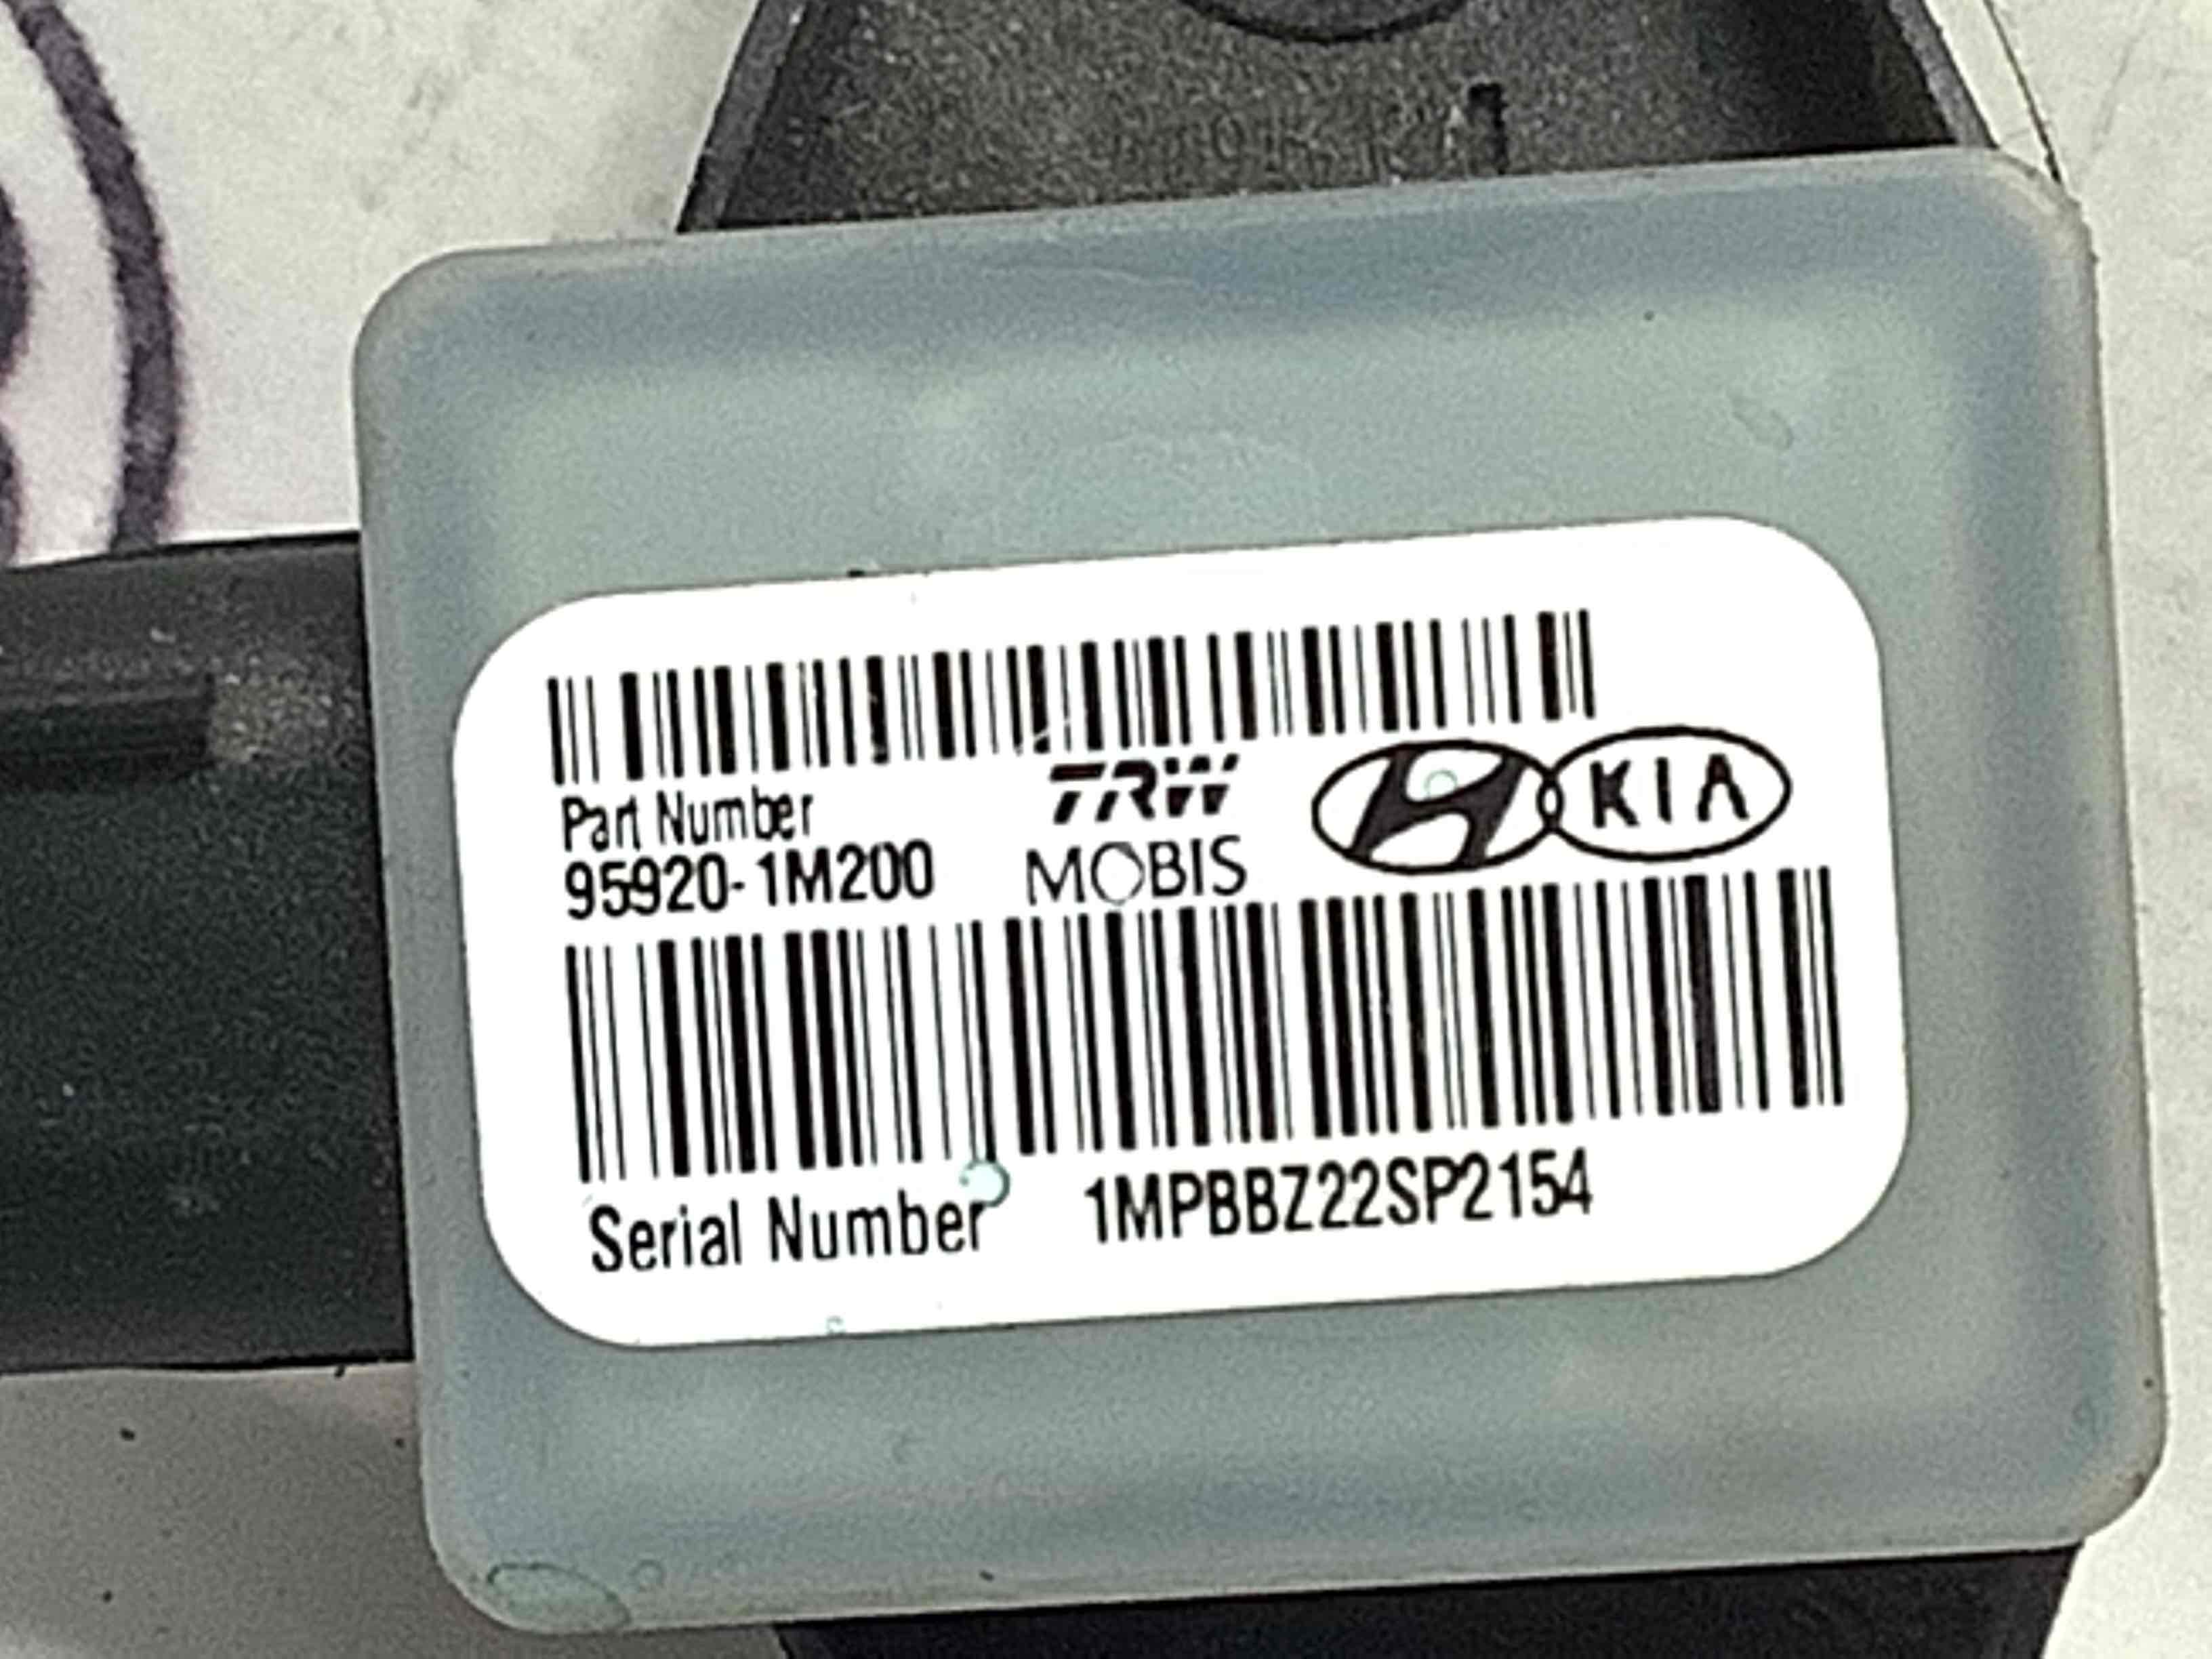 Part Number
95920-1M200
TRW
MOBIS
KIA
Serial Number 1MPBBZ22SP2154